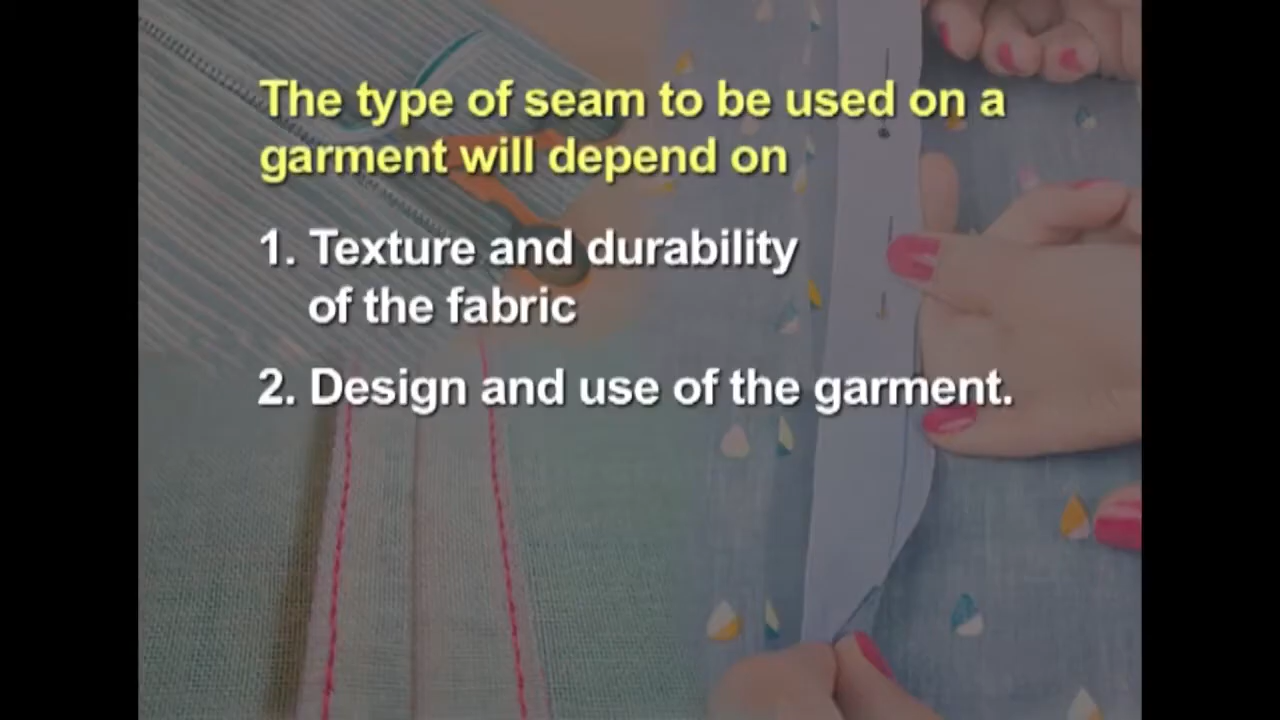 The type of seam to be used on a
garment will depend on
1. Texture and durability
of the fabric
2. Design and use of the garment.